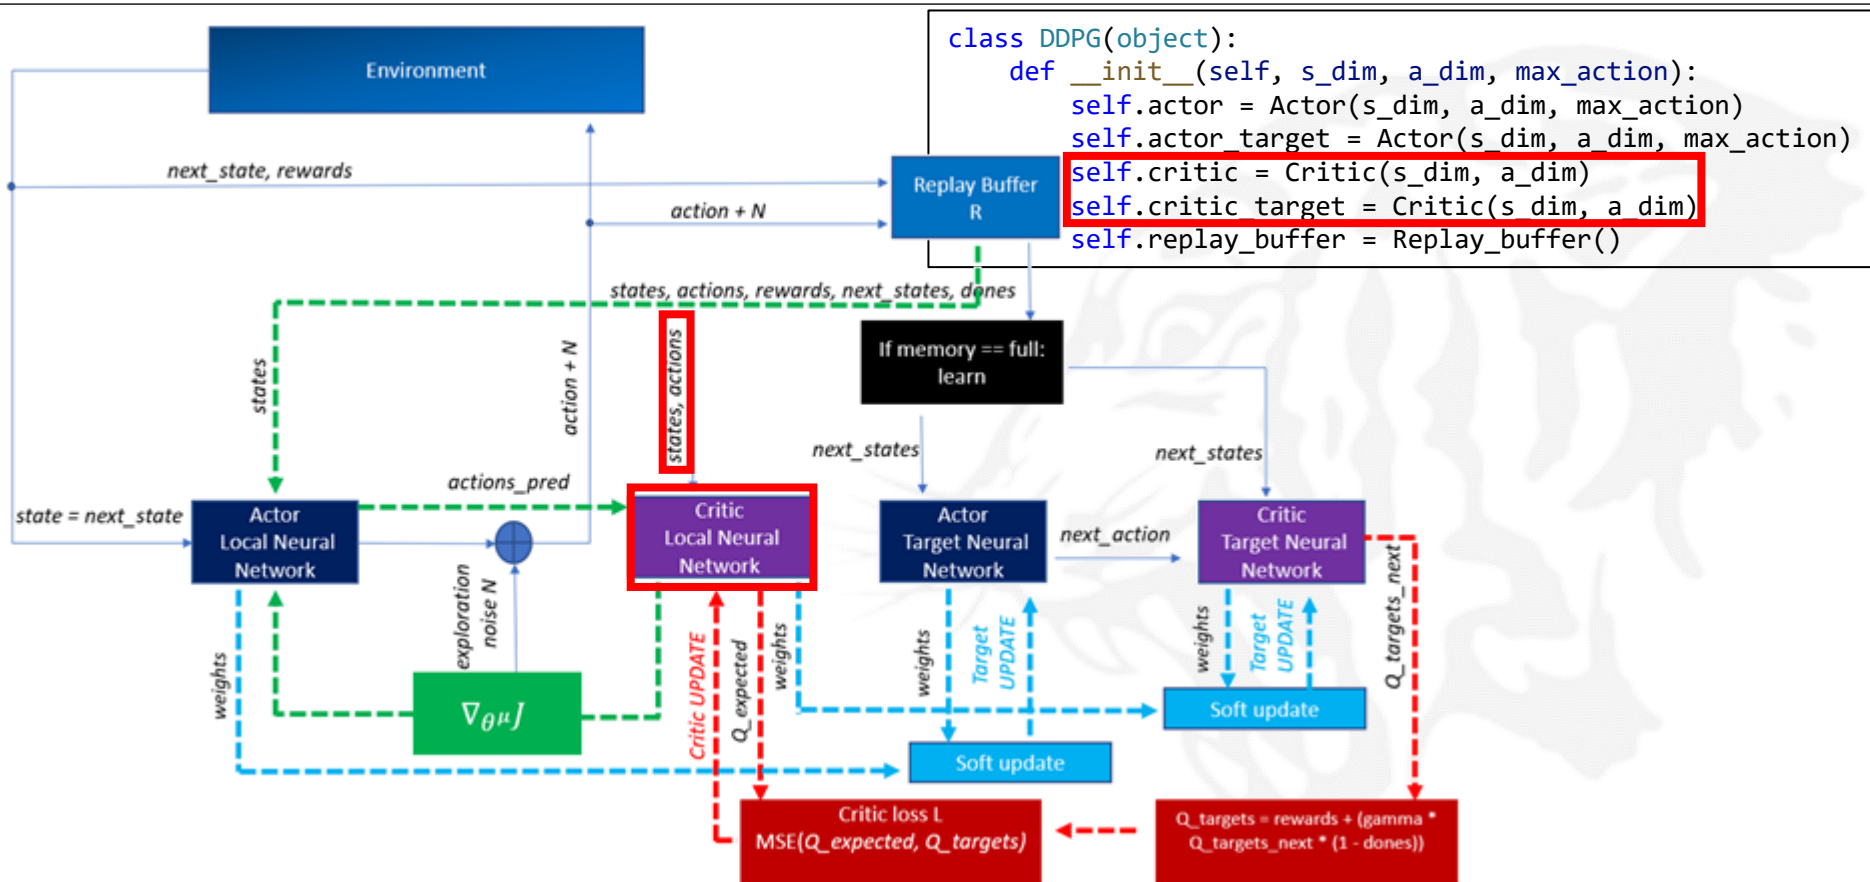 class DDPG(object):
    def __init__(self, s_dim, a_dim, max_action):
        self.actor = Actor(s_dim, a_dim, max_action)
        self.actor_target = Actor(s_dim, a_dim, max_action)
        self.critic = Critic(s_dim, a_dim)
        self.critic_target = Critic(s_dim, a_dim)
        self.replay_buffer = Replay_buffer()
Environment
next_state, rewards
Replay Buffer
R
action + N
states, actions, rewards, next_states, dones
If memory == full:
learn
states
action + N
states, actions
next_states
next_states
actions_pred
state = next_state
Actor
Local Neural
Network
Critic
Local Neural
Network
Actor
Target Neural
Network
next_action
Critic
Target Neural
Network
Q_targets_next
exploration
noise N
weights
Critic UPDATE
Q_expected
weights
weights
Target
UPDATE
weights
Target
UPDATE
∇θμJ
Soft update
Soft update
Critic loss L
MSE(Q_expected, Q_targets)
Q_targets = rewards + (gamma *
Q_targets_next * (1 - dones))